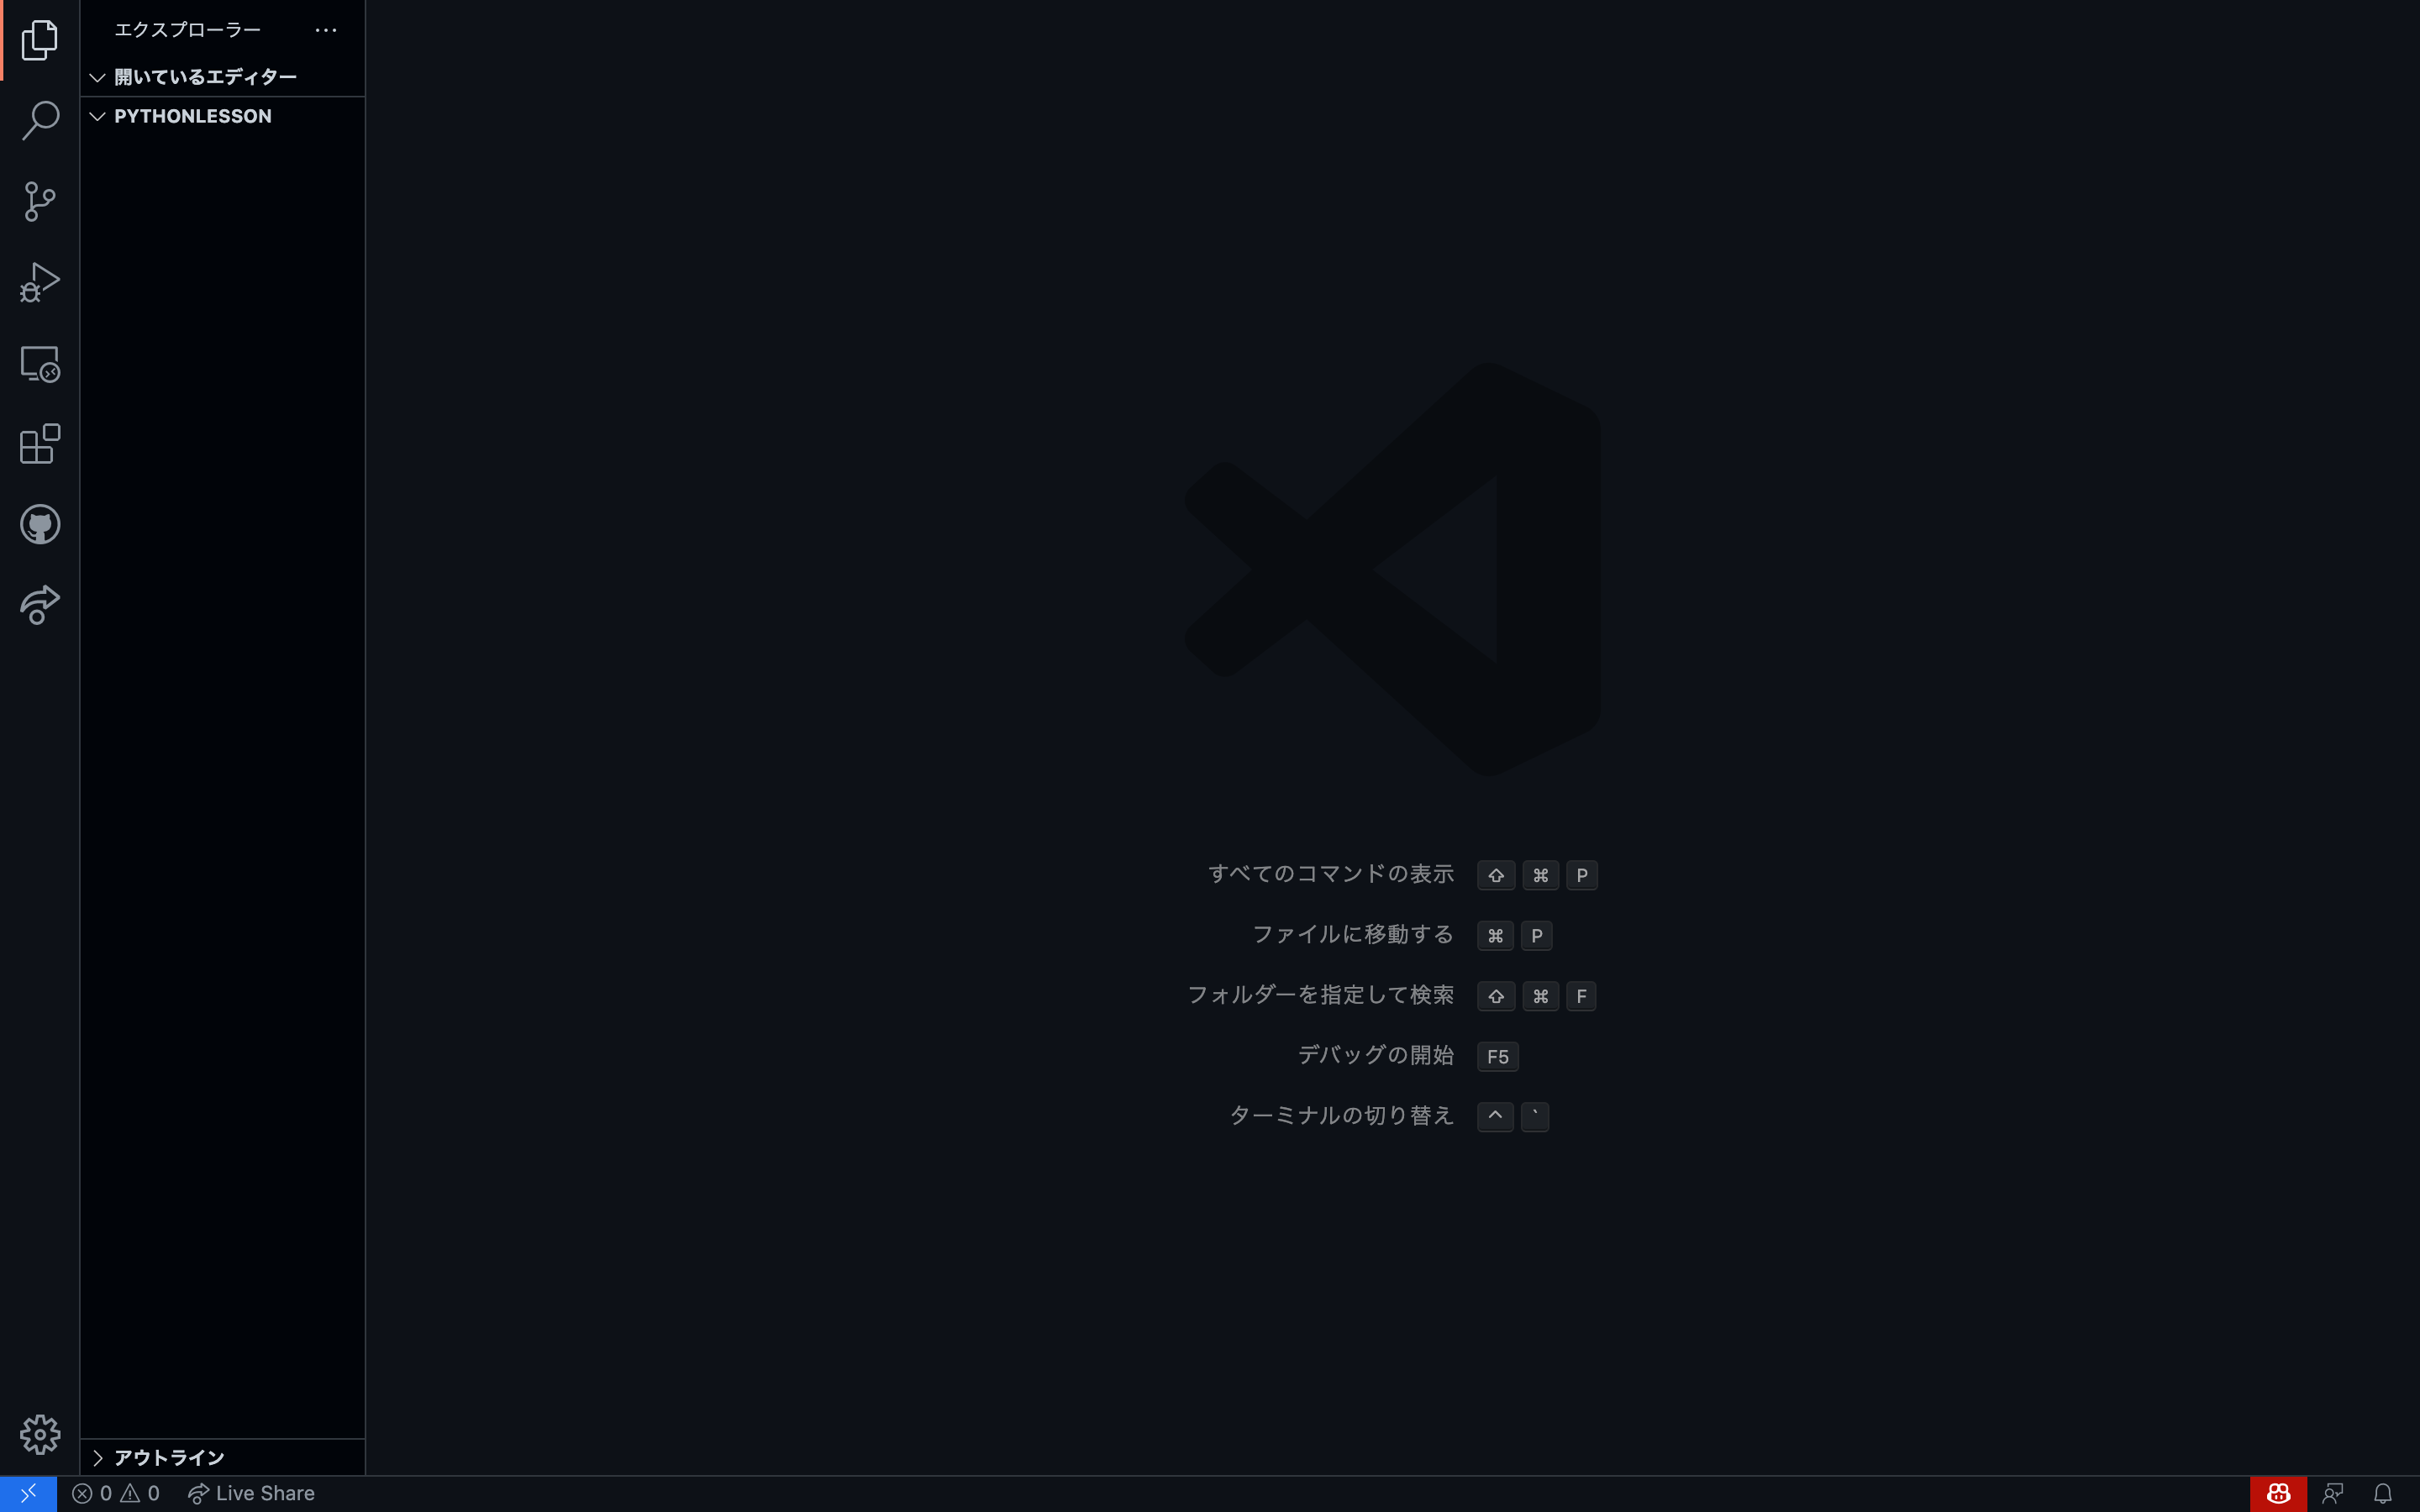 エクスプローラー
開いているエディター
PYTHONLESSON
すべてのコマンドの表示 ⇧ ⌘ P
ファイルに移動する ⌘ P
フォルダーを指定して検索 ⇧ ⌘ F
デバッグの開始 F5
ターミナルの切り替え ^ `
アウトライン
0 0 Live Share